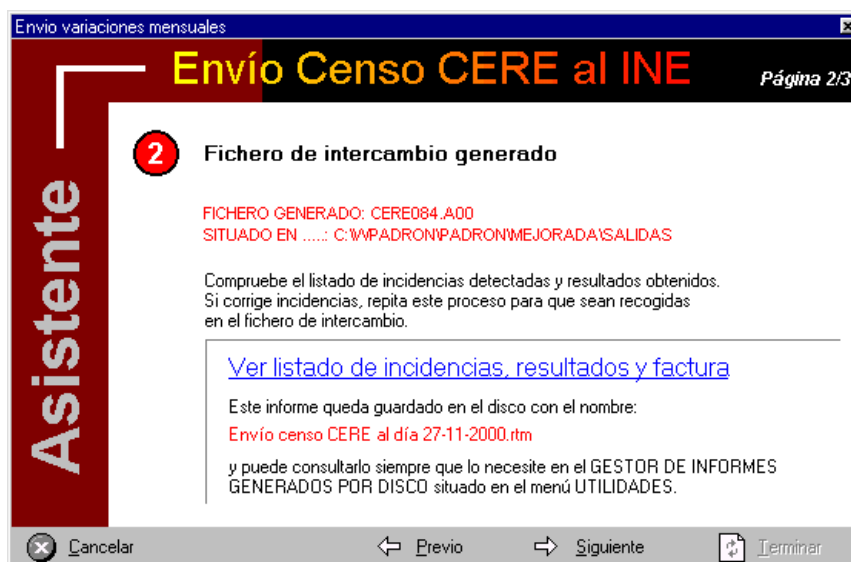 Envio variaciones mensuales
Envío Censo CERE al INE
Página 2/3
Asistente
2
Fichero de intercambio generado
FICHERO GENERADO: CERE084.A00
SITUADO EN .....: C:\WPADRON\PADRON\MEJORADA\SALIDAS
Compruebe el listado de incidencias detectadas y resultados obtenidos.
Si corrige incidencias, repita este proceso para que sean recogidas
en el fichero de intercambio.
Ver listado de incidencias, resultados y factura
Este informe queda guardado en el disco con el nombre:
Envío censo CERE al día 27-11-2000.rtm
y puede consultarlo siempre que lo necesite en el GESTOR DE INFORMES
GENERADOS POR DISCO situado en el menú UTILIDADES.
Cancelar
Previo
Siguiente
Terminar